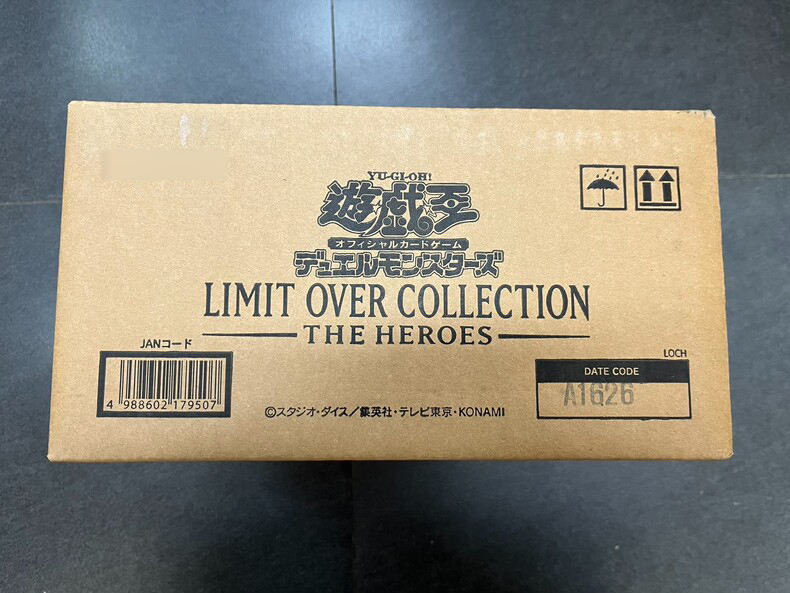 YU-GI-OH!
遊戯王
オフィシャルカードゲーム
デュエルモンスターズ
LIMIT OVER COLLECTION
THE HEROES
JANコード
4 988602 179507
LOCH
DATE CODE
A1626
©スタジオ・ダイス/集英社・テレビ東京・KONAMI